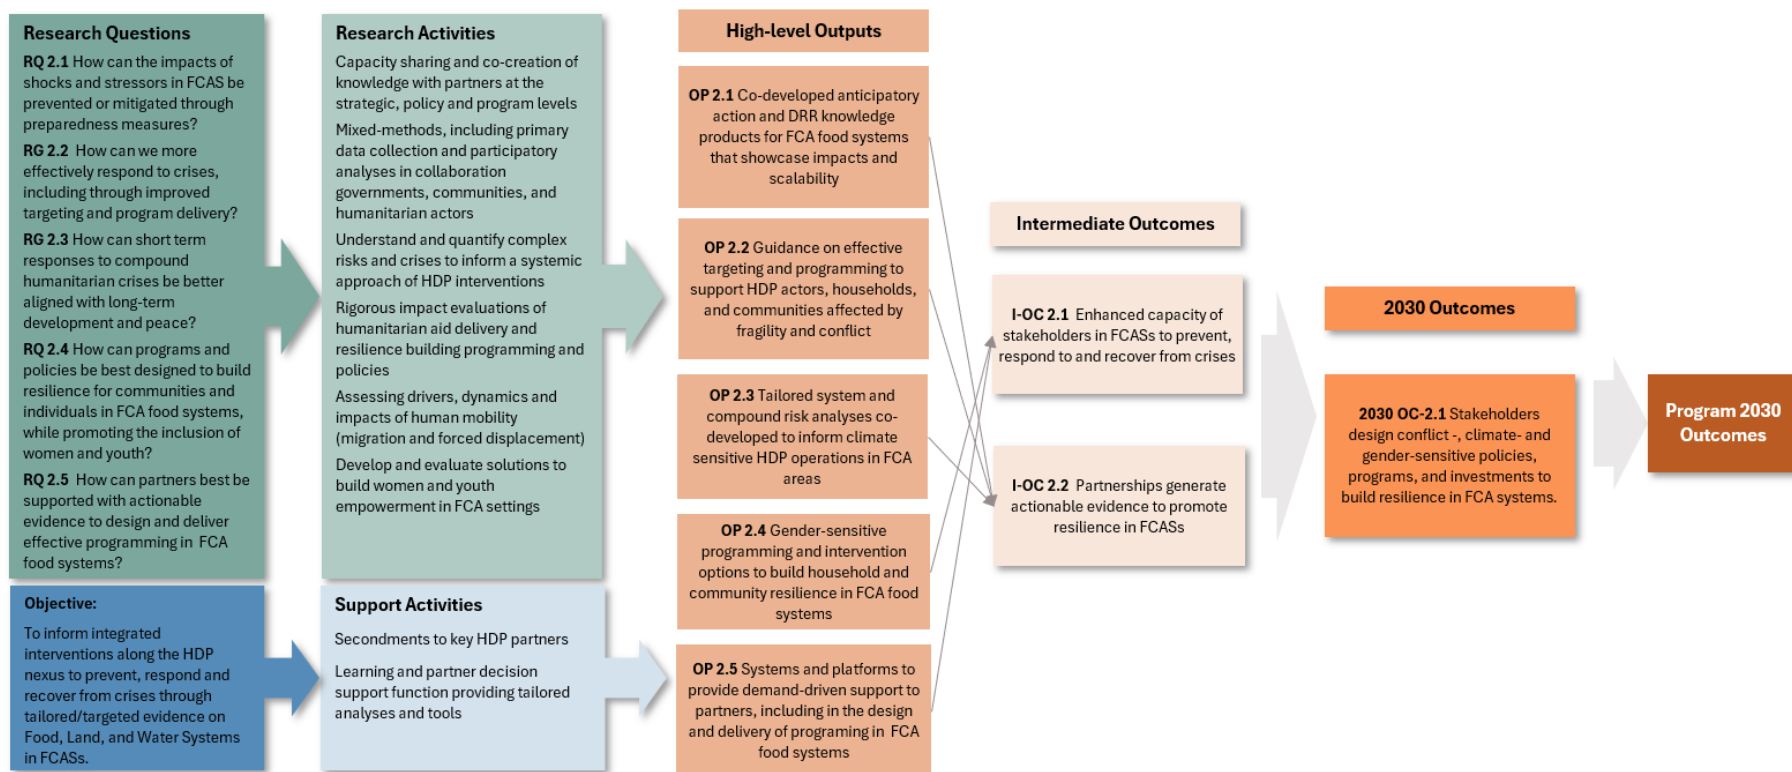 Research Questions
RQ 2.1 How can the impacts of
shocks and stressors in FCAS be
prevented or mitigated through
preparedness measures?
RG 2.2  How can we more
effectively respond to crises,
including through improved
targeting and program delivery?
RG 2.3 How can short term
responses to compound
humanitarian crises be better
aligned with long-term
development and peace?
RQ 2.4 How can programs and
policies be best designed to build
resilience for communities and
individuals in FCA food systems,
while promoting the inclusion of
women and youth?
RQ 2.5  How can partners best be
supported with actionable
evidence to design and deliver
effective programming in  FCA
food systems?
Objective:
To inform integrated
interventions along the HDP
nexus to prevent, respond and
recover from crises through
tailored/targeted evidence on
Food, Land, and Water Systems
in FCASs.
Research Activities
Capacity sharing and co-creation of
knowledge with partners at the
strategic, policy and program levels
Mixed-methods, including primary
data collection and participatory
analyses in collaboration
governments, communities, and
humanitarian actors
Understand and quantify complex
risks and crises to inform a systemic
approach of HDP interventions
Rigorous impact evaluations of
humanitarian aid delivery and
resilience building programming and
policies
Assessing drivers, dynamics and
impacts of human mobility
(migration and forced displacement)
Develop and evaluate solutions to
build women and youth
empowerment in FCA settings
Support Activities
Secondments to key HDP partners
Learning and partner decision
support function providing tailored
analyses and tools
High-level Outputs
OP 2.1 Co-developed anticipatory
action and DRR knowledge
products for FCA food systems
that showcase impacts and
scalability
OP 2.2 Guidance on effective
targeting and programming to
support HDP actors, households,
and communities affected by
fragility and conflict
OP 2.3 Tailored system and
compound risk analyses co-
developed to inform climate
sensitive HDP operations in FCA
areas
OP 2.4 Gender-sensitive
programming and intervention
options to build household and
community resilience in FCA food
systems
OP 2.5 Systems and platforms to
provide demand-driven support to
partners, including in the design
and delivery of programing in  FCA
food systems
Intermediate Outcomes
I-OC 2.1  Enhanced capacity of
stakeholders in FCASs to prevent,
respond to and recover from crises
I-OC 2.2  Partnerships generate
actionable evidence to promote
resilience in FCASs
2030 Outcomes
2030 OC-2.1 Stakeholders
design conflict -, climate- and
gender-sensitive policies,
programs, and investments to
build resilience in FCA systems.
Program 2030
Outcomes